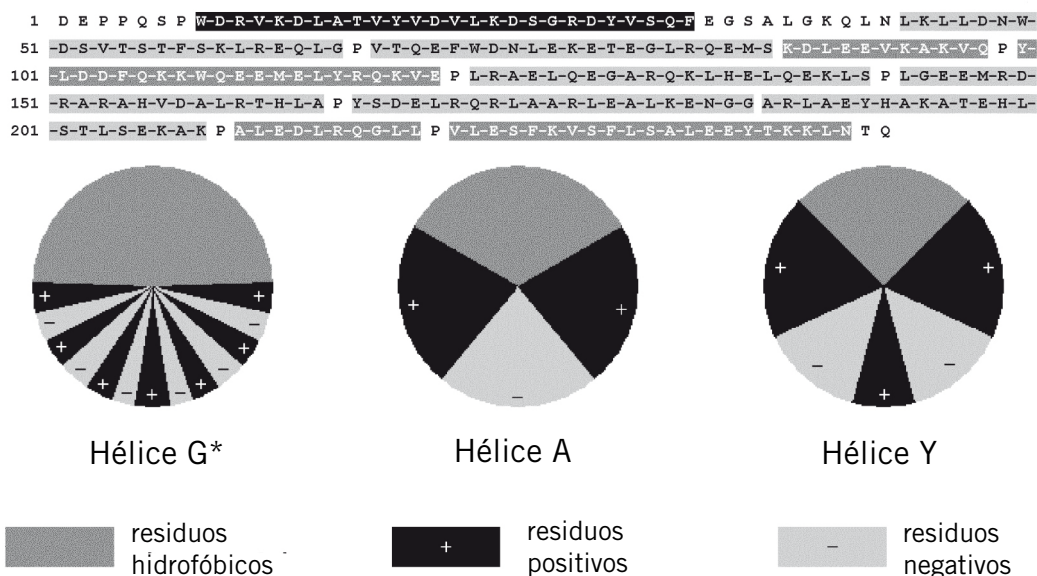 1 D E P P Q S P W-D-R-V-K-D-L-A-T-V-Y-V-D-V-L-K-D-S-G-R-D-Y-V-S-Q-F E G S A L G K Q L N L-K-L-L-D-N-W-
51 -D-S-V-T-S-T-F-S-K-L-R-E-Q-L-G P V-T-Q-E-F-W-D-N-L-E-K-E-T-E-G-L-R-Q-E-M-S K-D-L-E-E-V-K-A-K-V-Q P Y-
101 -L-D-D-F-Q-K-K-W-Q-E-E-M-E-L-Y-R-Q-K-V-E P L-R-A-E-L-Q-E-G-A-R-Q-K-L-H-E-L-Q-E-K-L-S P L-G-E-E-M-R-D-
151 -R-A-R-A-H-V-D-A-L-R-T-H-L-A P Y-S-D-E-L-R-Q-R-L-A-A-R-L-E-A-L-K-E-N-G-G A-R-L-A-E-Y-H-A-K-A-T-E-H-L-
201 -S-T-L-S-E-K-A-K P A-L-E-D-L-R-Q-G-L-L P V-L-E-S-F-K-V-S-F-L-S-A-L-E-E-Y-T-K-K-L-N T Q
+ + + + + + + − − − − − −
+ + −
+ + − − +
Hélice G* Hélice A Hélice Y
residuos hidrofóbicos
+ residuos positivos
− residuos negativos